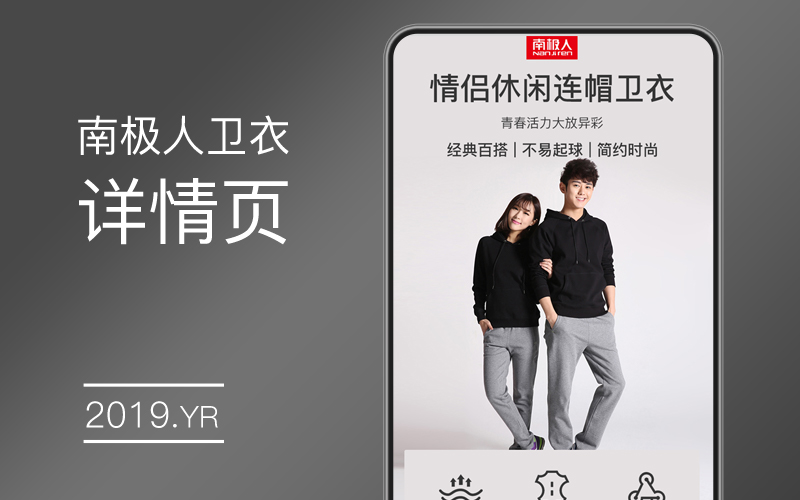 南极人卫衣
详情页
2019.YR
南极人
NanJiren
情侣休闲连帽卫衣
青春活力大放异彩
经典百搭 | 不易起球 | 简约时尚